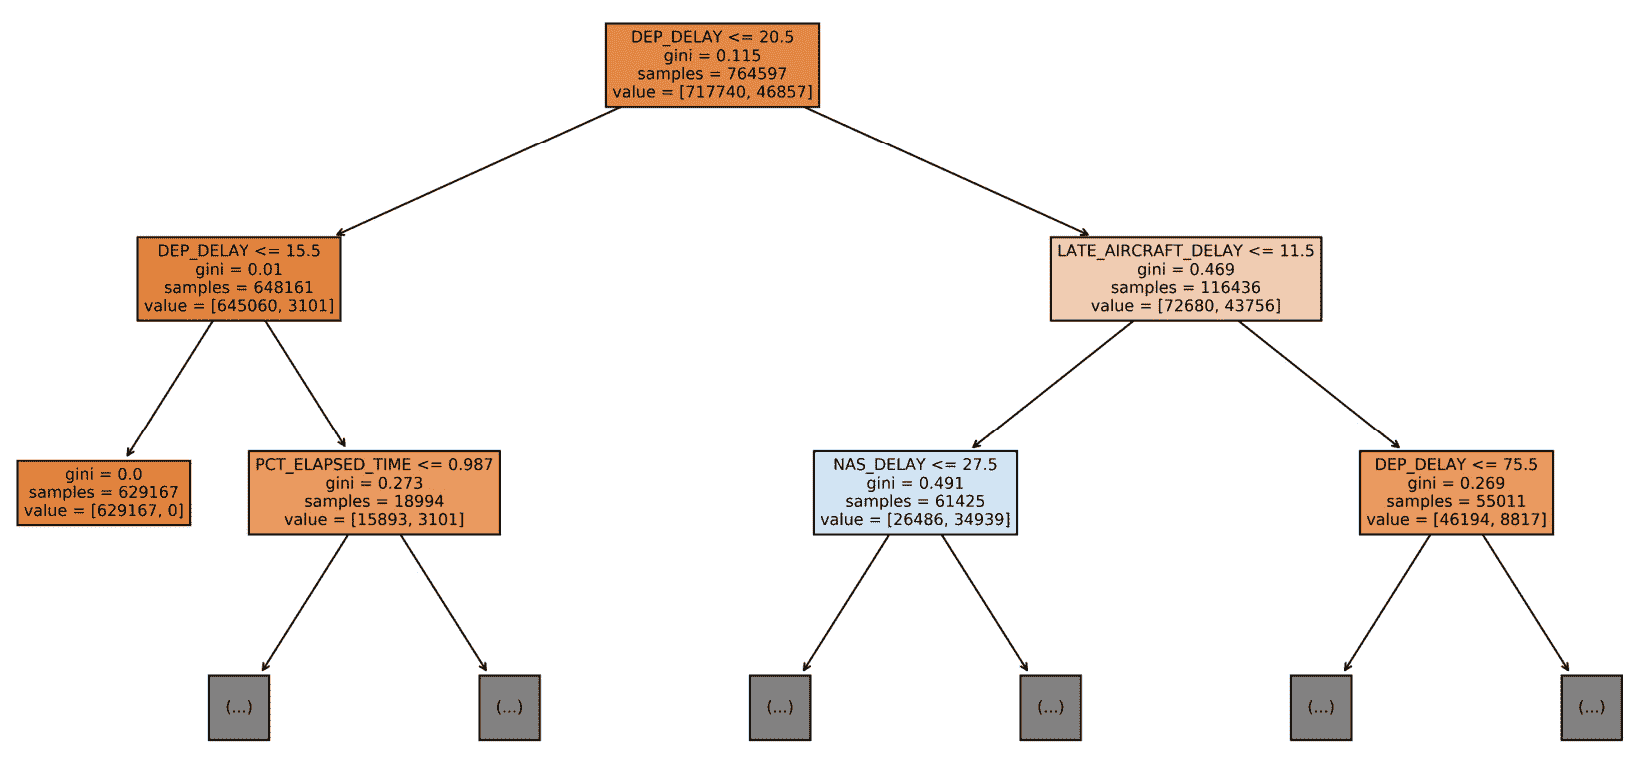 DEP_DELAY <= 20.5
gini = 0.115
samples = 764597
value = [717740, 46857]
DEP_DELAY <= 15.5
gini = 0.01
samples = 648161
value = [645060, 3101]
LATE_AIRCRAFT_DELAY <= 11.5
gini = 0.469
samples = 116436
value = [72680, 43756]
gini = 0.0
samples = 629167
value = [629167, 0]
PCT_ELAPSED_TIME <= 0.987
gini = 0.273
samples = 18994
value = [15893, 3101]
NAS_DELAY <= 27.5
gini = 0.491
samples = 61425
value = [26486, 34939]
DEP_DELAY <= 75.5
gini = 0.269
samples = 55011
value = [46194, 8817]
(...)
(...)
(...)
(...)
(...)
(...)